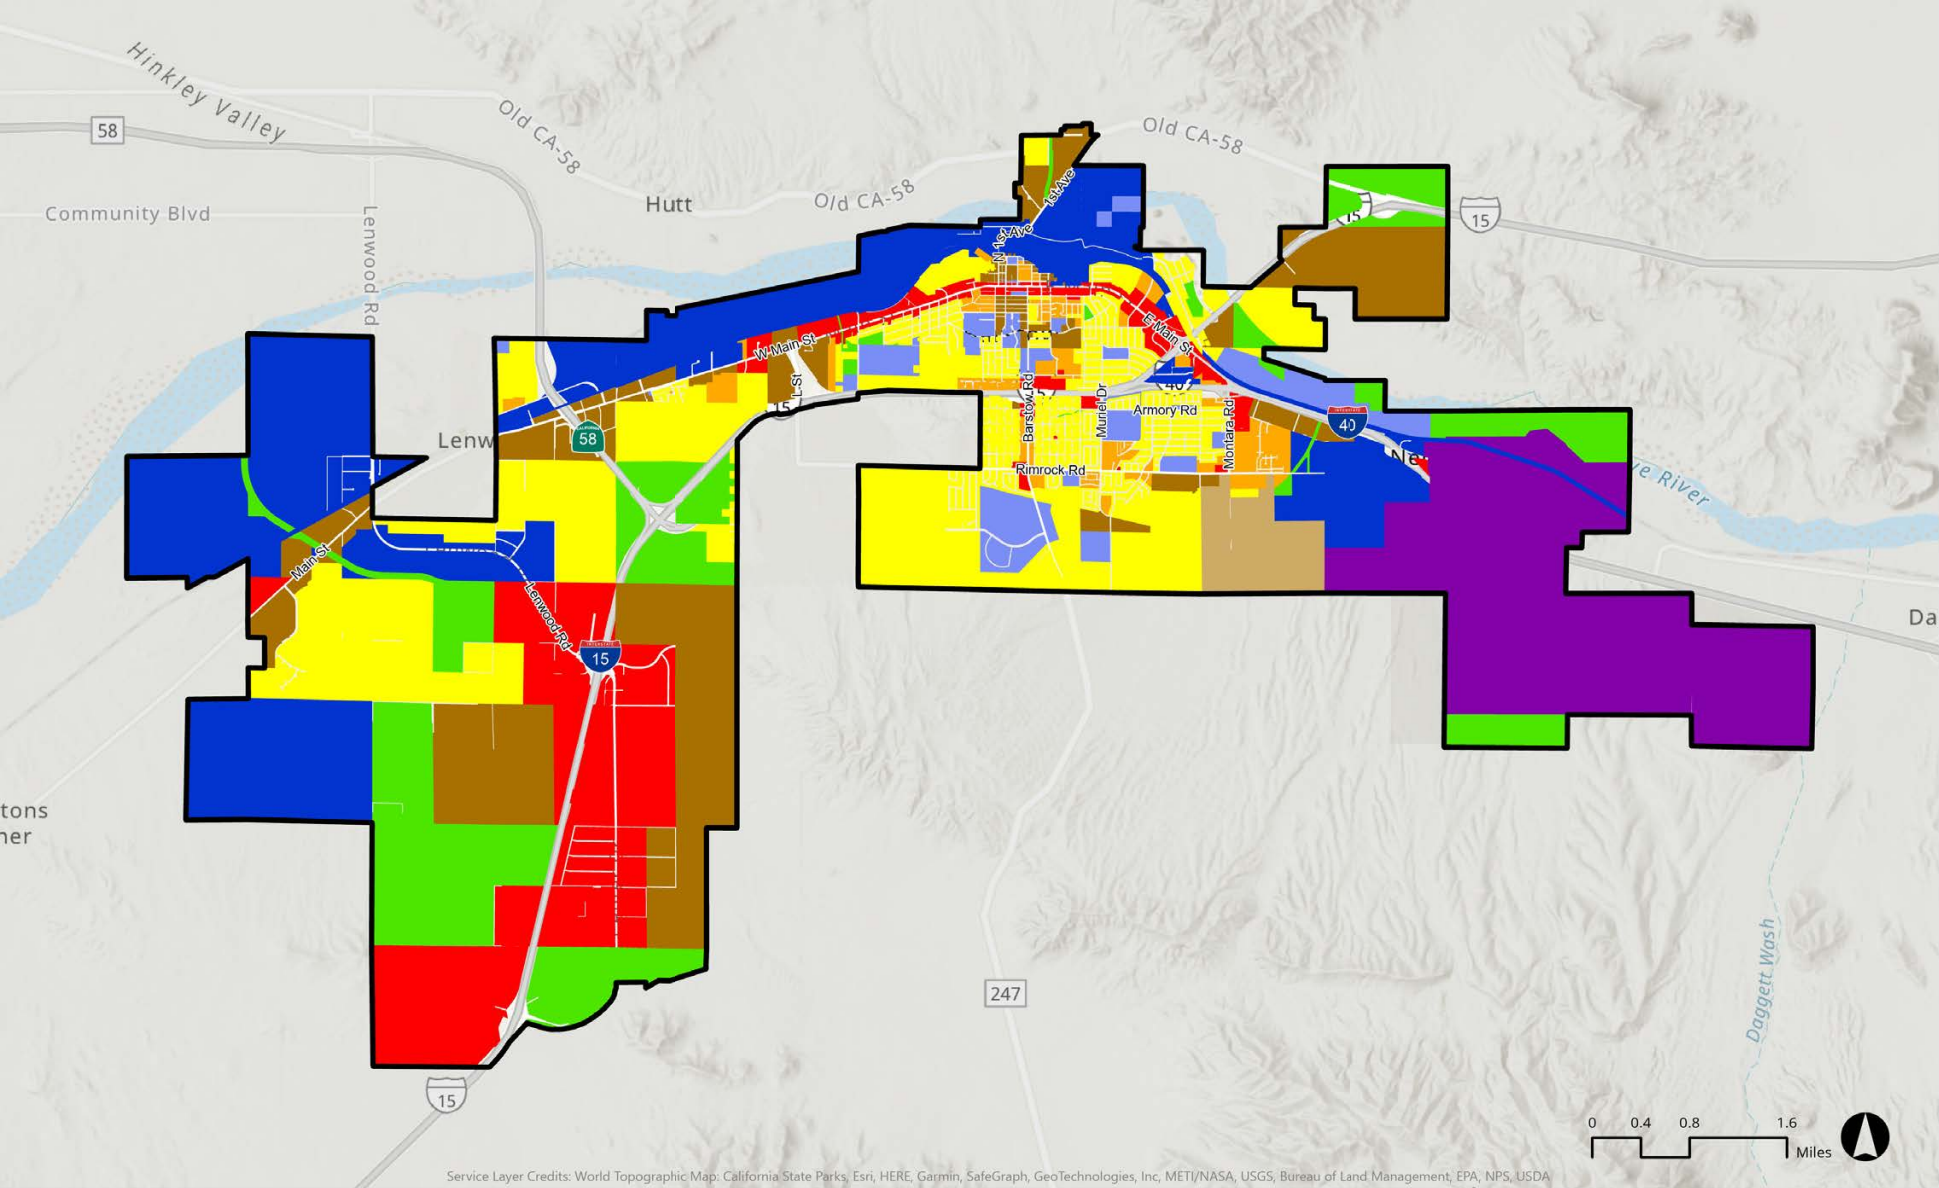 Hinkley Valley
58
Old CA-58
Old CA-58
Old CA-58
Community Blvd
Lenwood Rd
Hutt
1st Ave
N 1st Ave
15
15
W Main St
E Main St
L St
15
40
Lenw
58
Barstow Rd
Muriel Dr
Armory Rd
Montara Rd
40
Rimrock Rd
Ne
ve River
Main St
Lenwood Rd
INTERSTATE
15
Da
tons
ner
247
Daggett Wash
15
0 0.4 0.8 1.6
Miles
Service Layer Credits: World Topographic Map: California State Parks, Esri, HERE, Garmin, SafeGraph, GeoTechnologies, Inc, METI/NASA, USGS, Bureau of Land Management, EPA, NPS, USDA